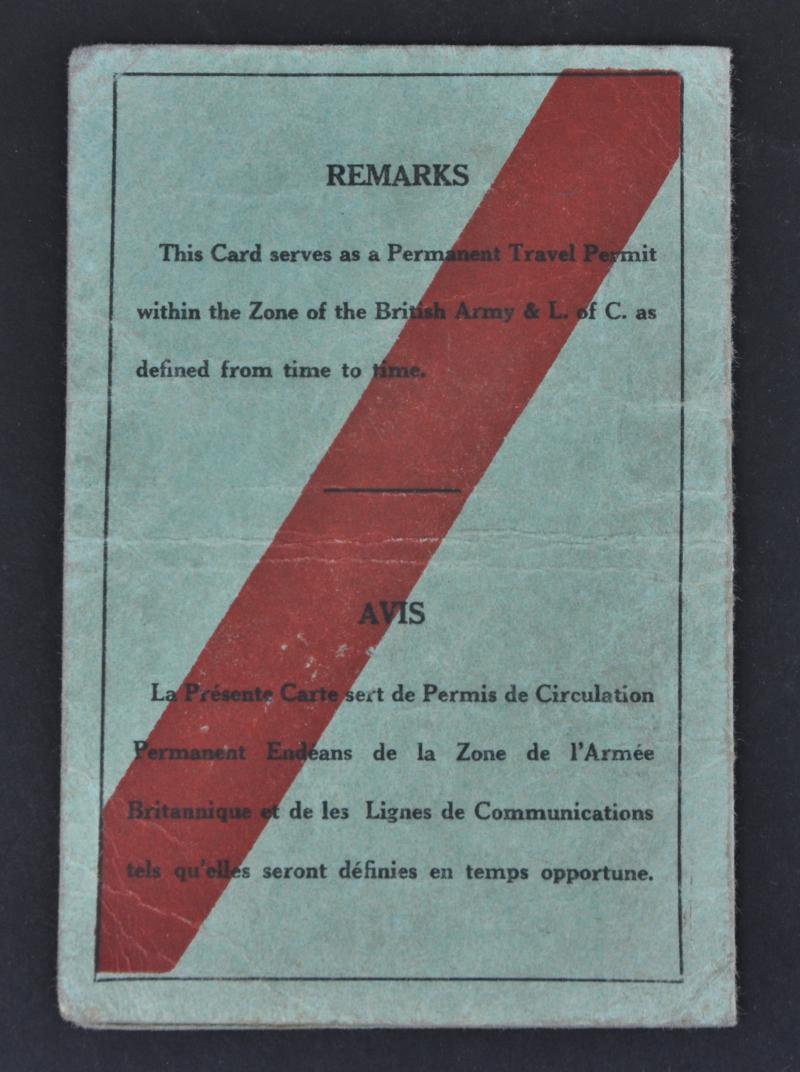 REMARKS
This Card serves as a Permanent Travel Permit
within the Zone of the British Army & L. of C. as
defined from time to time.
AVIS
La Présente Carte sert de Permis de Circulation
Permanent Endéans de la Zone de l'Armée
Britannique et de les Lignes de Communications
tels qu'elles seront définies en temps opportune.